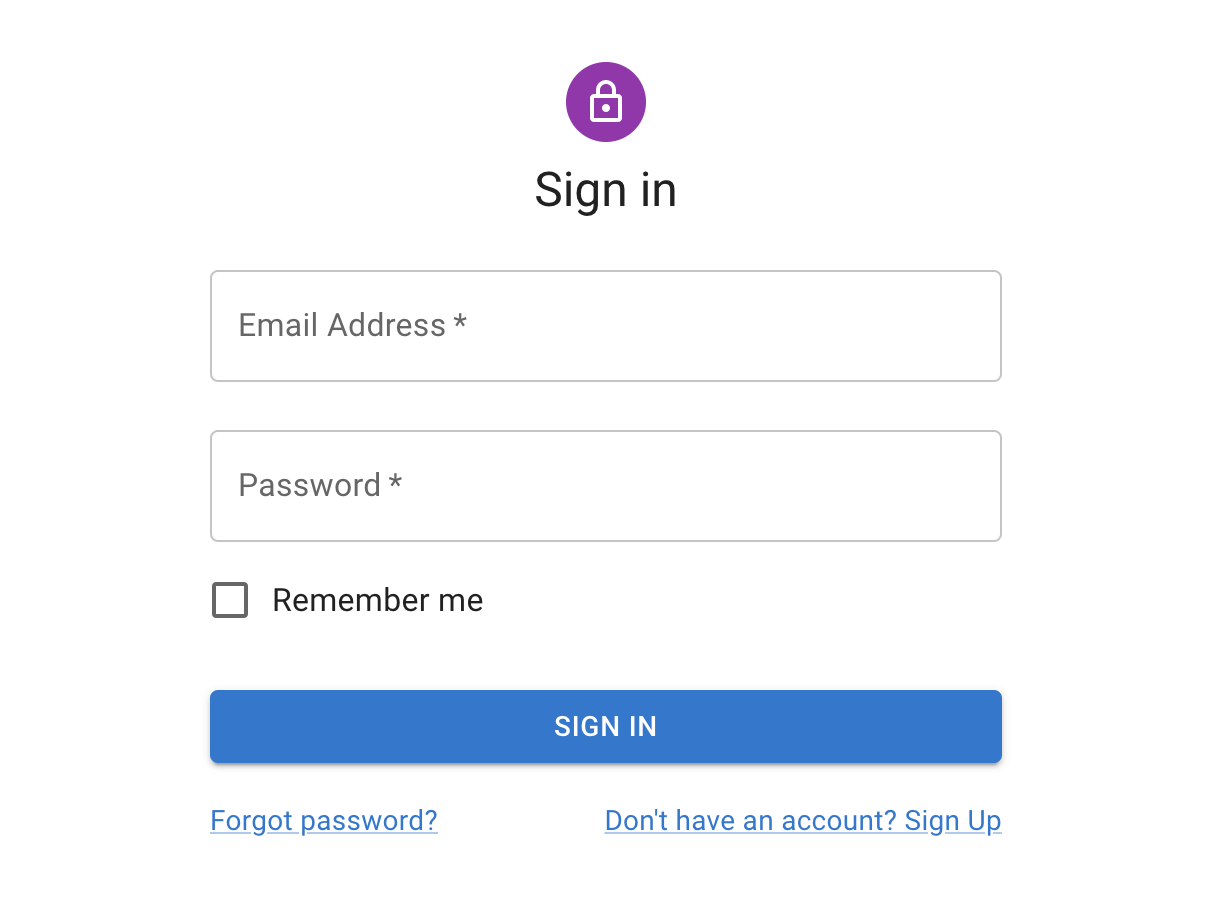 Sign in
Email Address *
Password *
Remember me
SIGN IN
Forgot password? Don't have an account? Sign Up